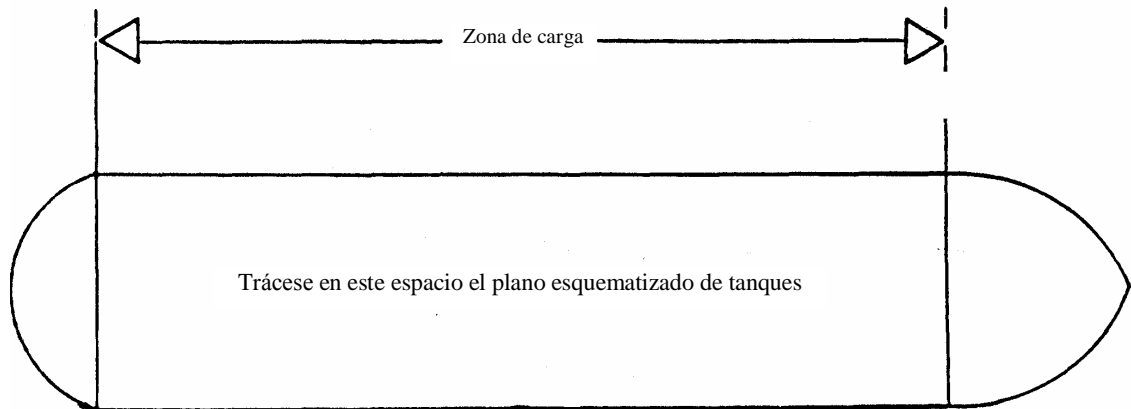 Zona de carga
Trácese en este espacio el plano esquematizado de tanques